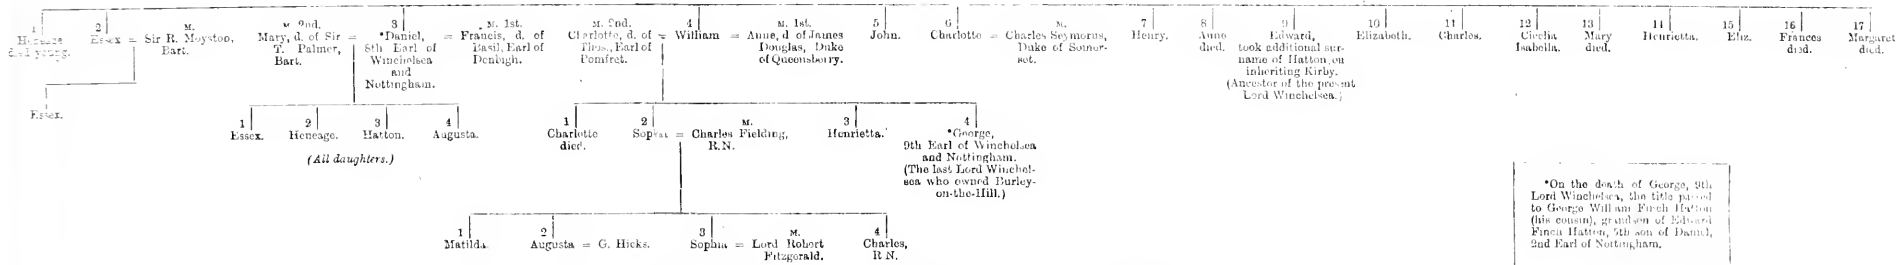 1
Heneage
died young.
2
Essex = Sir R. Moyston,
M.
Bart.
Essex.
M. 2nd.
Mary, d. of Sir
T. Palmer,
Bart.
=
3
*Daniel,
8th Earl of
Winchelsea
and
Nottingham.
=
M. 1st.
Francis, d. of
Basil, Earl of
Denbigh.
M. 2nd.
Charlotte, d. of
Thos., Earl of
Pomfret.
=
4
William
=
M. 1st.
Anne, d of James
Douglas, Duke
of Queensberry.
5
John.
6
Charlotte =
M.
Charles Seymorus,
Duke of Somer-
set.
7
Henry.
8
Anne
died.
9
Edward,
took additional sur-
name of Hatton, on
inheriting Kirby.
(Ancestor of the present
Lord Winchelsea.)
10
Elizabeth.
11
Charles.
12
Cicelia
Isabella.
13
Mary
died.
14
Henrietta.
15
Eliz.
16
Frances
died.
17
Margaret
died.
1
Essex.
2
Heneage.
3
Hatton.
4
Augusta.
(All daughters.)
1
Charlotte
died.
2
Sophia =
M.
Charles Fielding,
R.N.
3
Henrietta.
4
*George,
9th Earl of Winchelsea
and Nottingham.
(The last Lord Winchel-
sea who owned Burley-
on-the-Hill.)
1
Matilda.
2
Augusta = G. Hicks.
3
Sophia =
M.
Lord Robert
Fitzgerald.
4
Charles,
R.N.
*On the death of George, 9th
Lord Winchelsea, the title passed
to George William Finch Hatton
(his cousin), grandson of Edward
Finch Hatton, 5th son of Daniel,
2nd Earl of Nottingham.